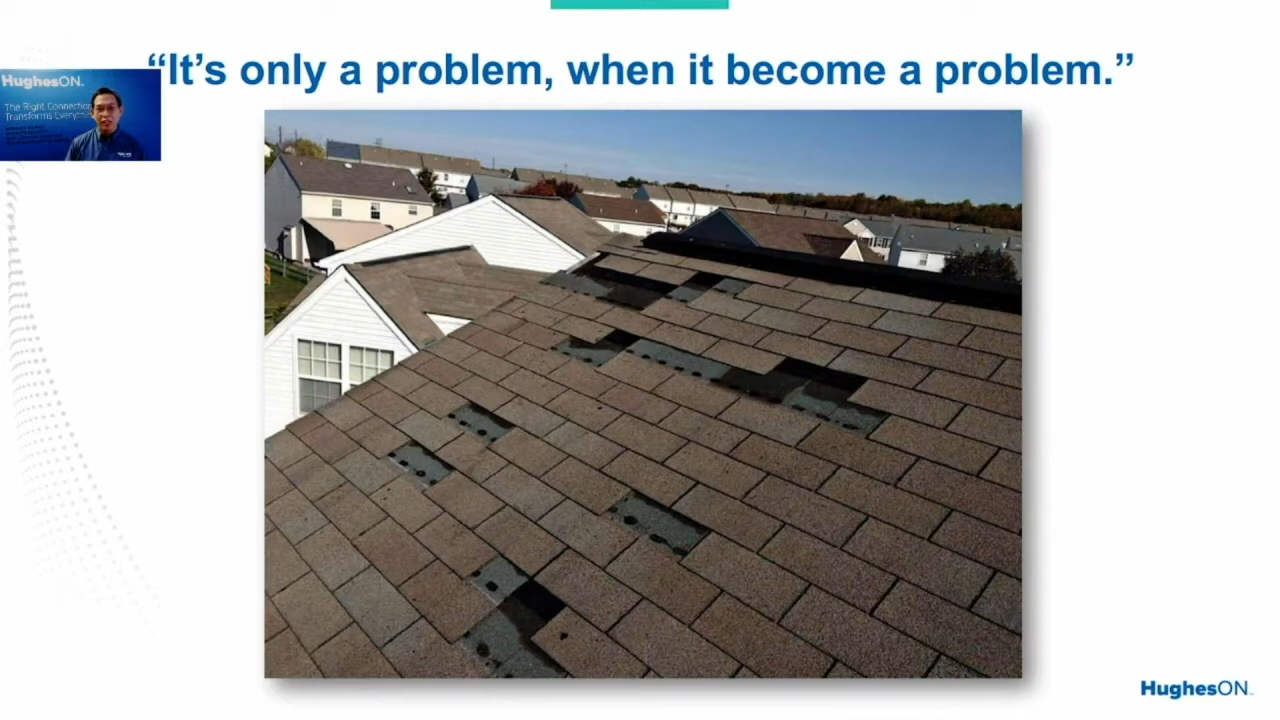 “It’s only a problem, when it become a problem.”
HughesON.
The Right Connection
Transforms Everything
HughesON